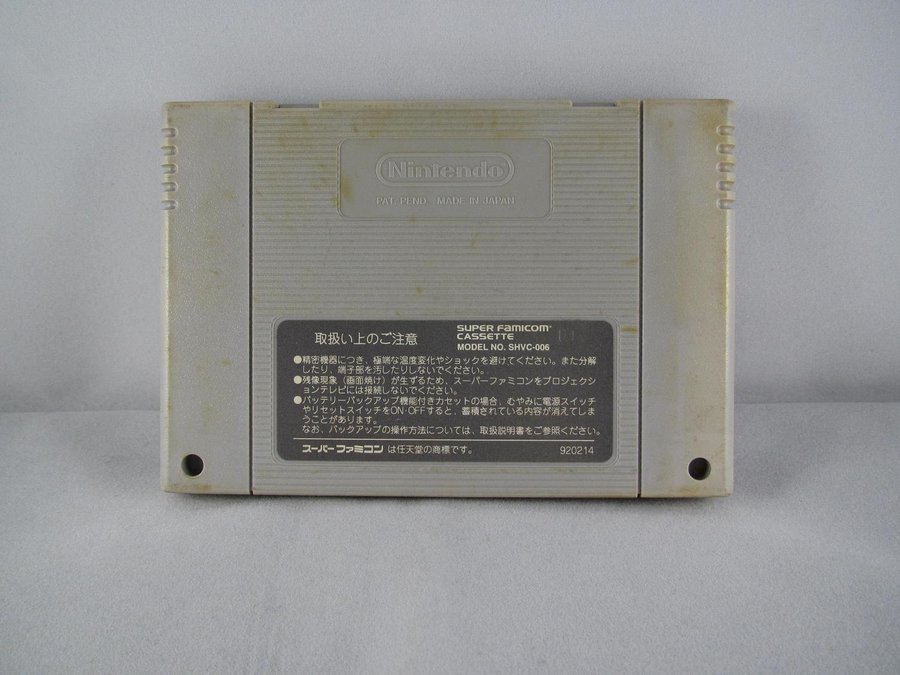 Nintendo
PAT. PEND. MADE IN JAPAN
取扱い上のご注意
SUPER FAMICOM
CASSETTE
MODEL NO. SHVC-006
●精密機器につき、極端な温度変化やショックを避けてください。また分解
したり、端子部を汚したりしないでください。
●残像現象（画面焼け）が生ずるため、スーパーファミコンをプロジェクシ
ョンテレビには接続しないでください。
●バッテリーバックアップ機能付きカセットの場合、むやみに電源スイッチ
やリセットスイッチをON·OFFすると、蓄積されている内容が消えてしま
うことがあります。
なお、バックアップの操作方法については、取扱説明書をご参照ください。
スーパーファミコン は任天堂の商標です。
920214